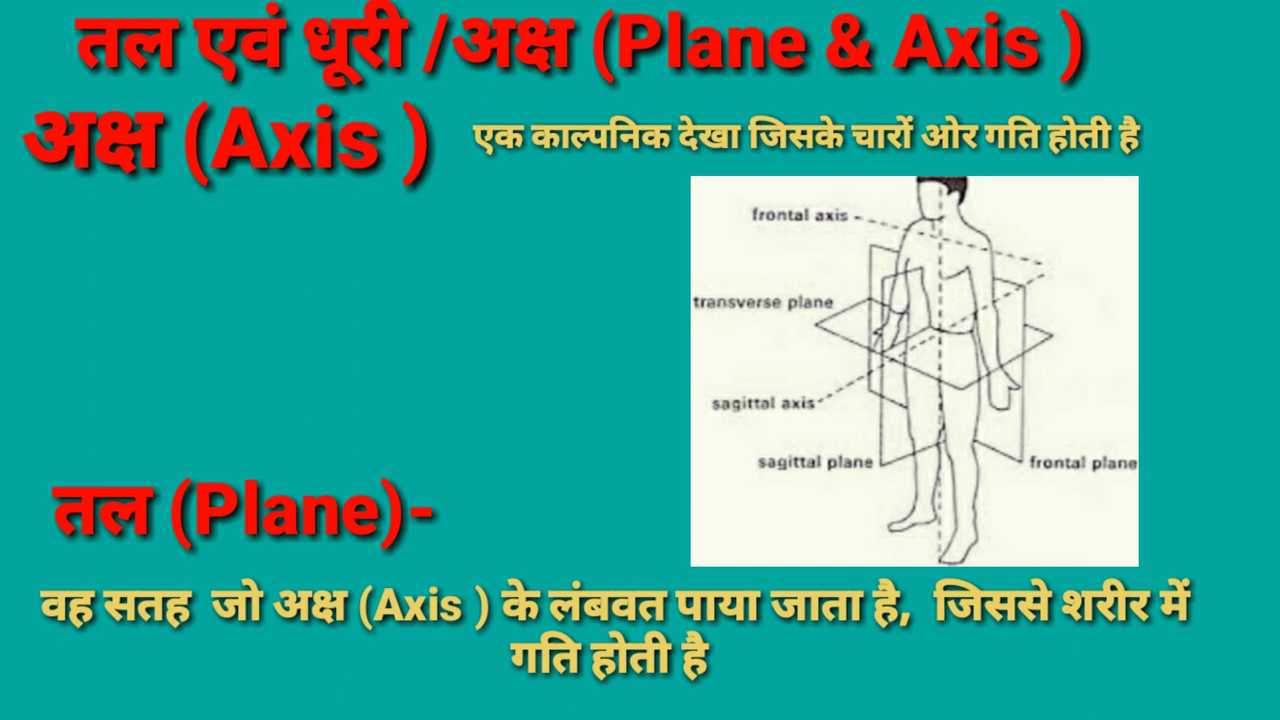 तल एवं धूरी /अक्ष (Plane & Axis )
अक्ष (Axis )
एक काल्पनिक देखा जिसके चारों ओर गति होती है
frontal axis
transverse plane
sagittal axis
sagittal plane
frontal plane
तल (Plane)-
वह सतह जो अक्ष (Axis ) के लंबवत पाया जाता है, जिससे शरीर में
गति होती है